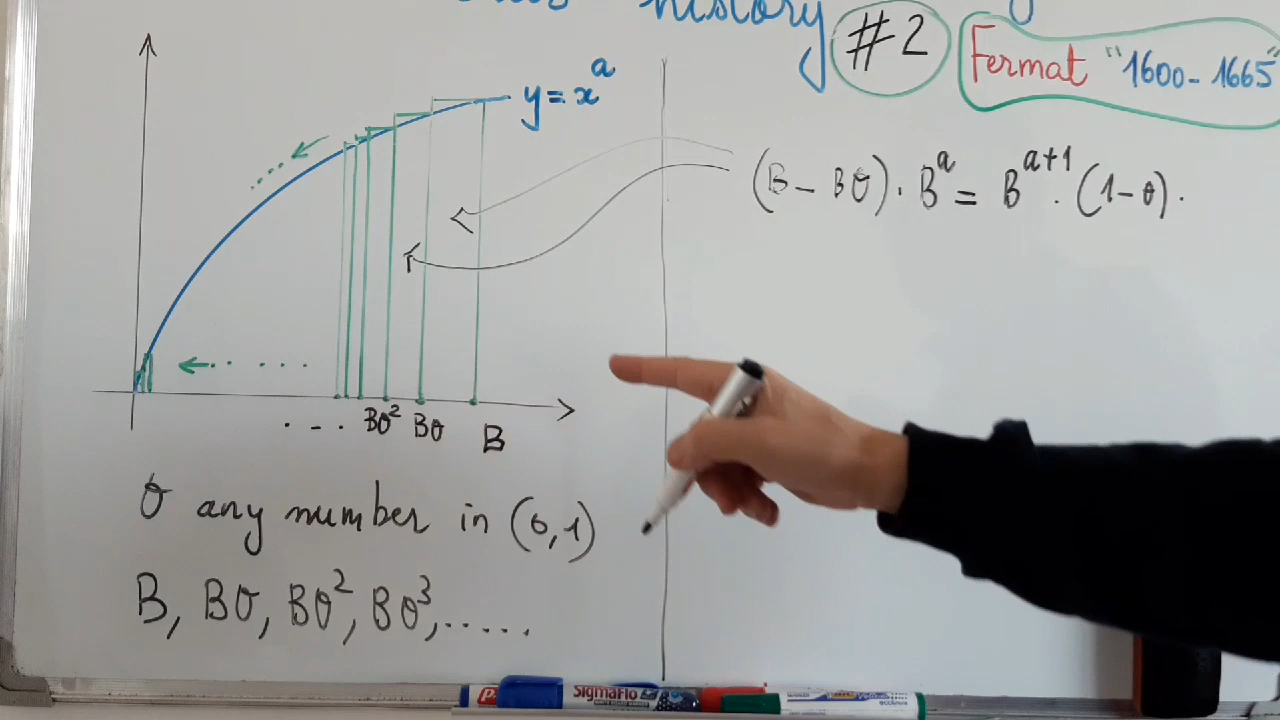 history #2
Fermat "1600-1665"
y = x^a
(B - Bθ) . B^a = B^{a+1} . (1-θ).
... Bθ² Bθ B
θ any number in (0,1)
B, Bθ, Bθ², Bθ³, .....
SigmaFlo